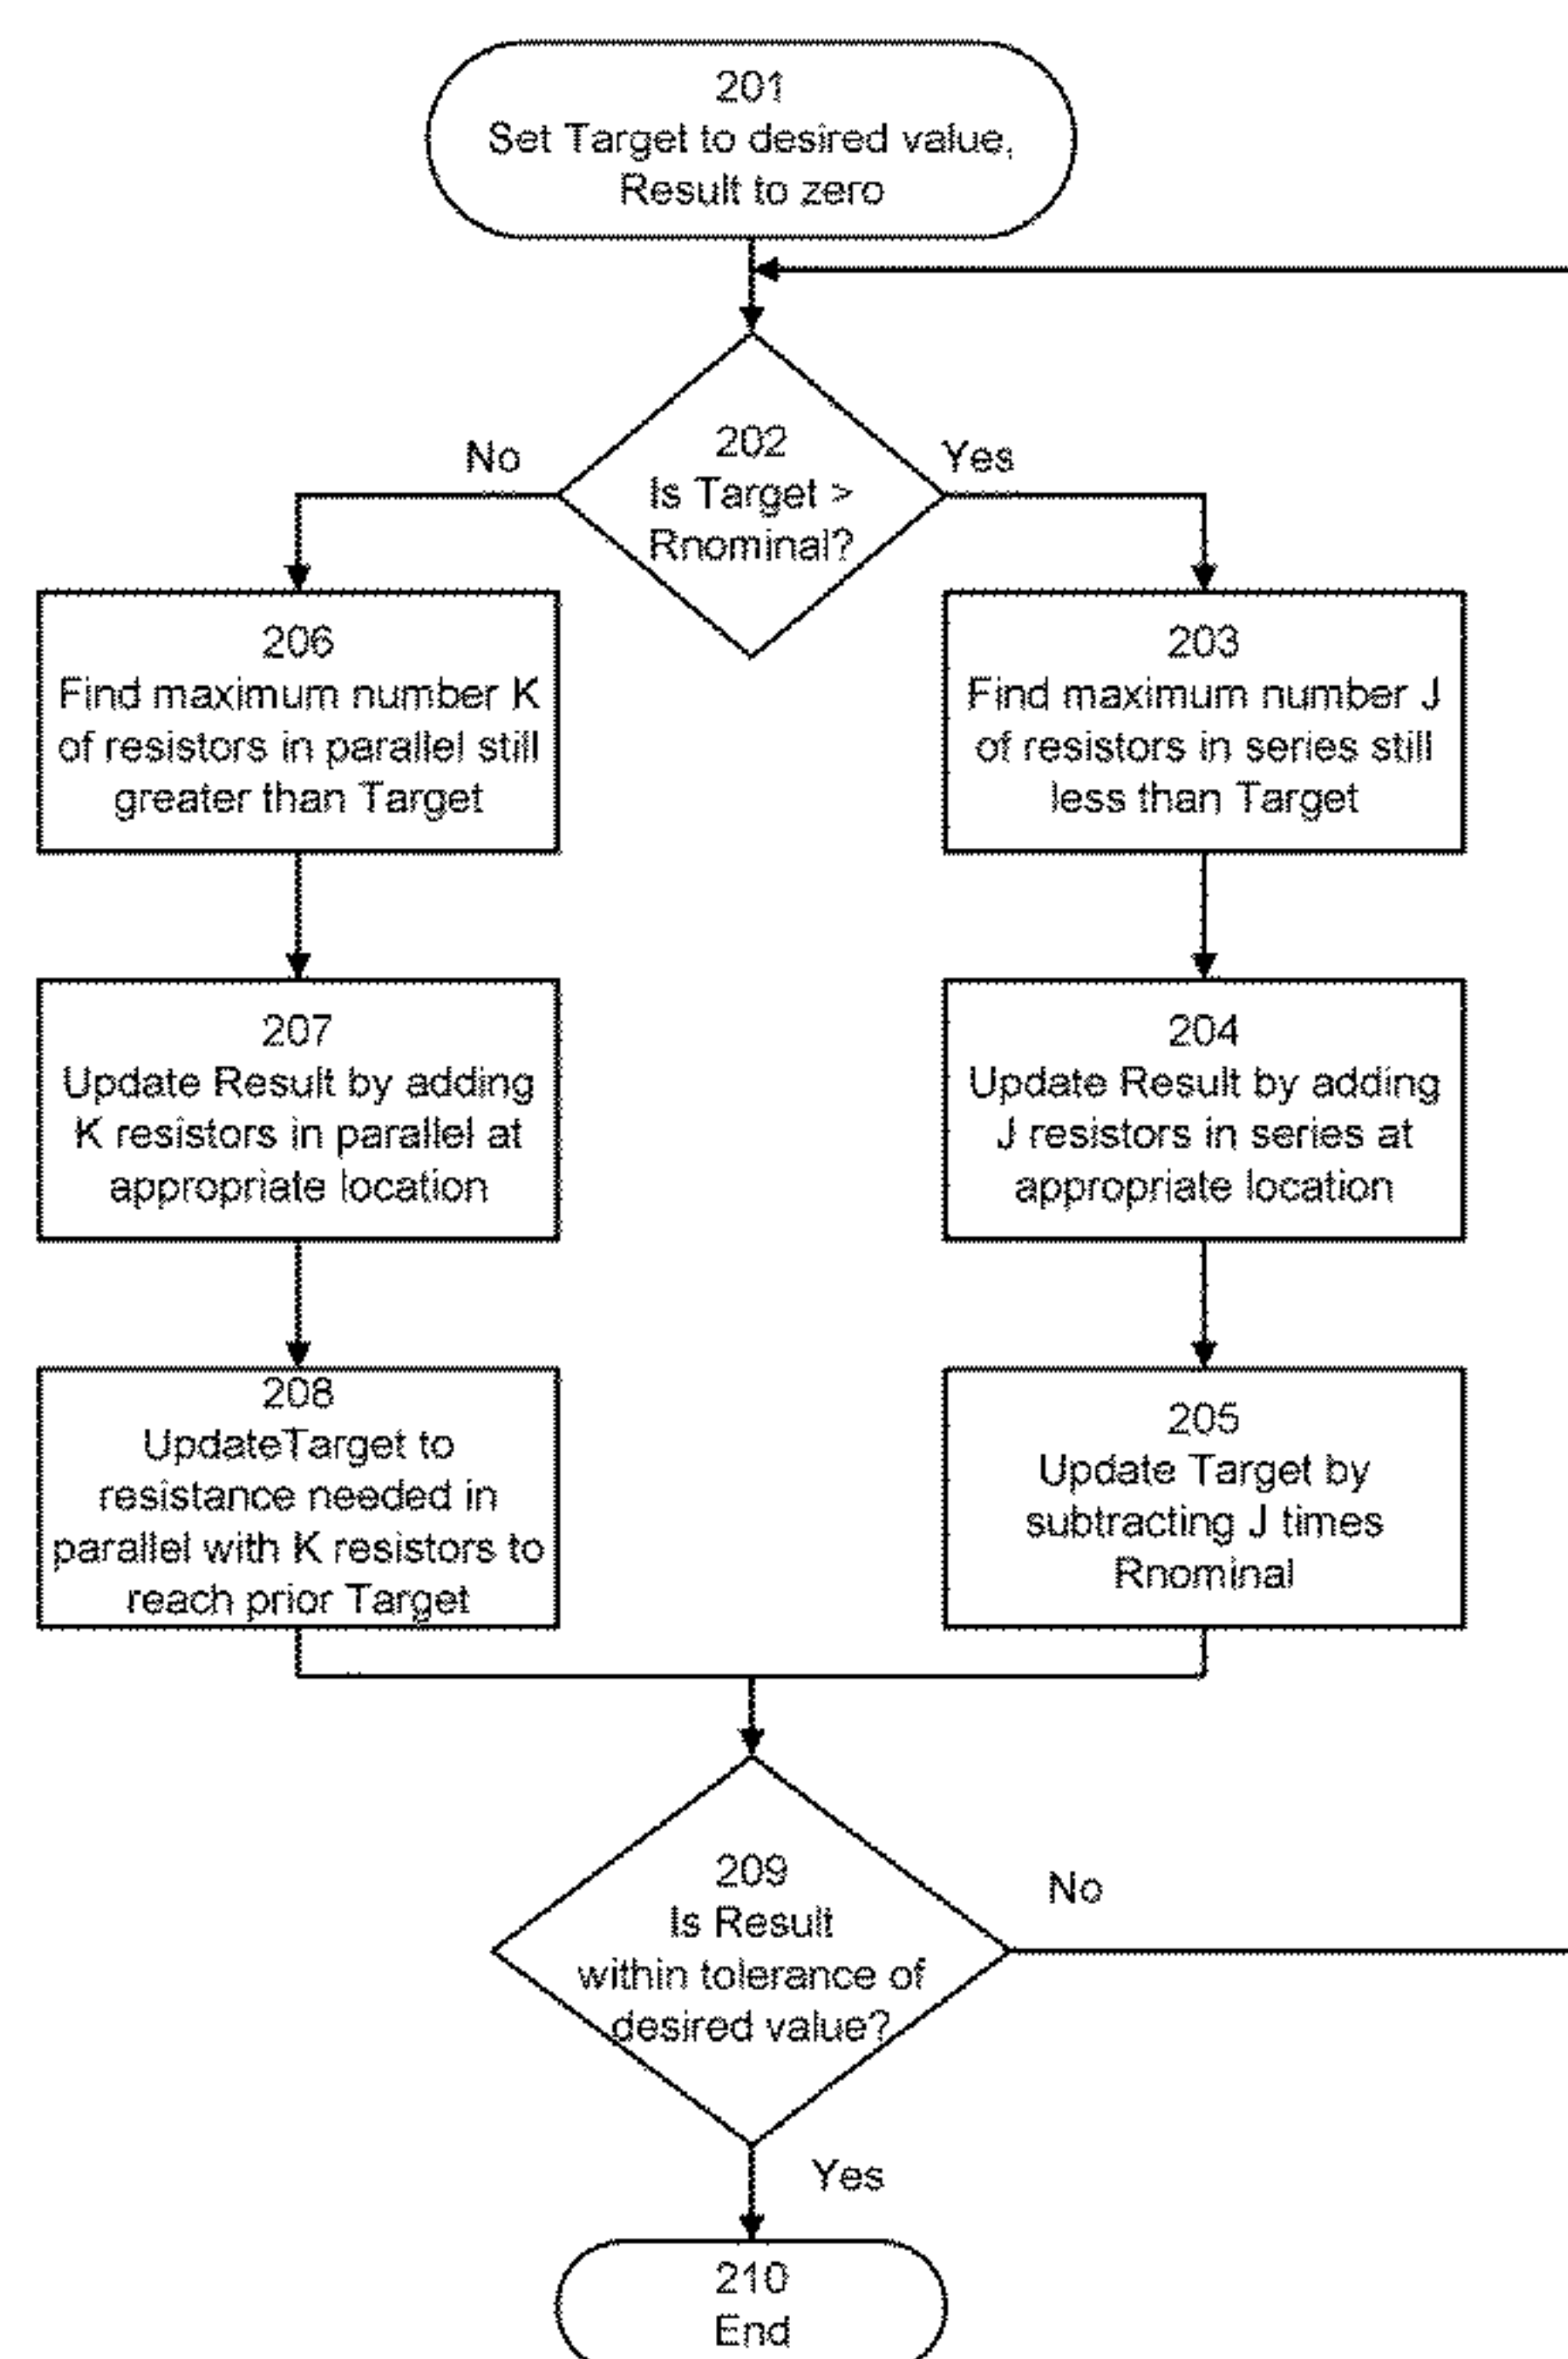 201
Set Target to desired value,
Result to zero
202
Is Target >
Rnominal?
No
Yes
206
Find maximum number K
of resistors in parallel still
greater than Target
203
Find maximum number J
of resistors in series still
less than Target
207
Update Result by adding
K resistors in parallel at
appropriate location
204
Update Result by adding
J resistors in series at
appropriate location
208
UpdateTarget to
resistance needed in
parallel with K resistors to
reach prior Target
205
Update Target by
subtracting J times
Rnominal
209
Is Result
within tolerance of
desired value?
No
Yes
210
End